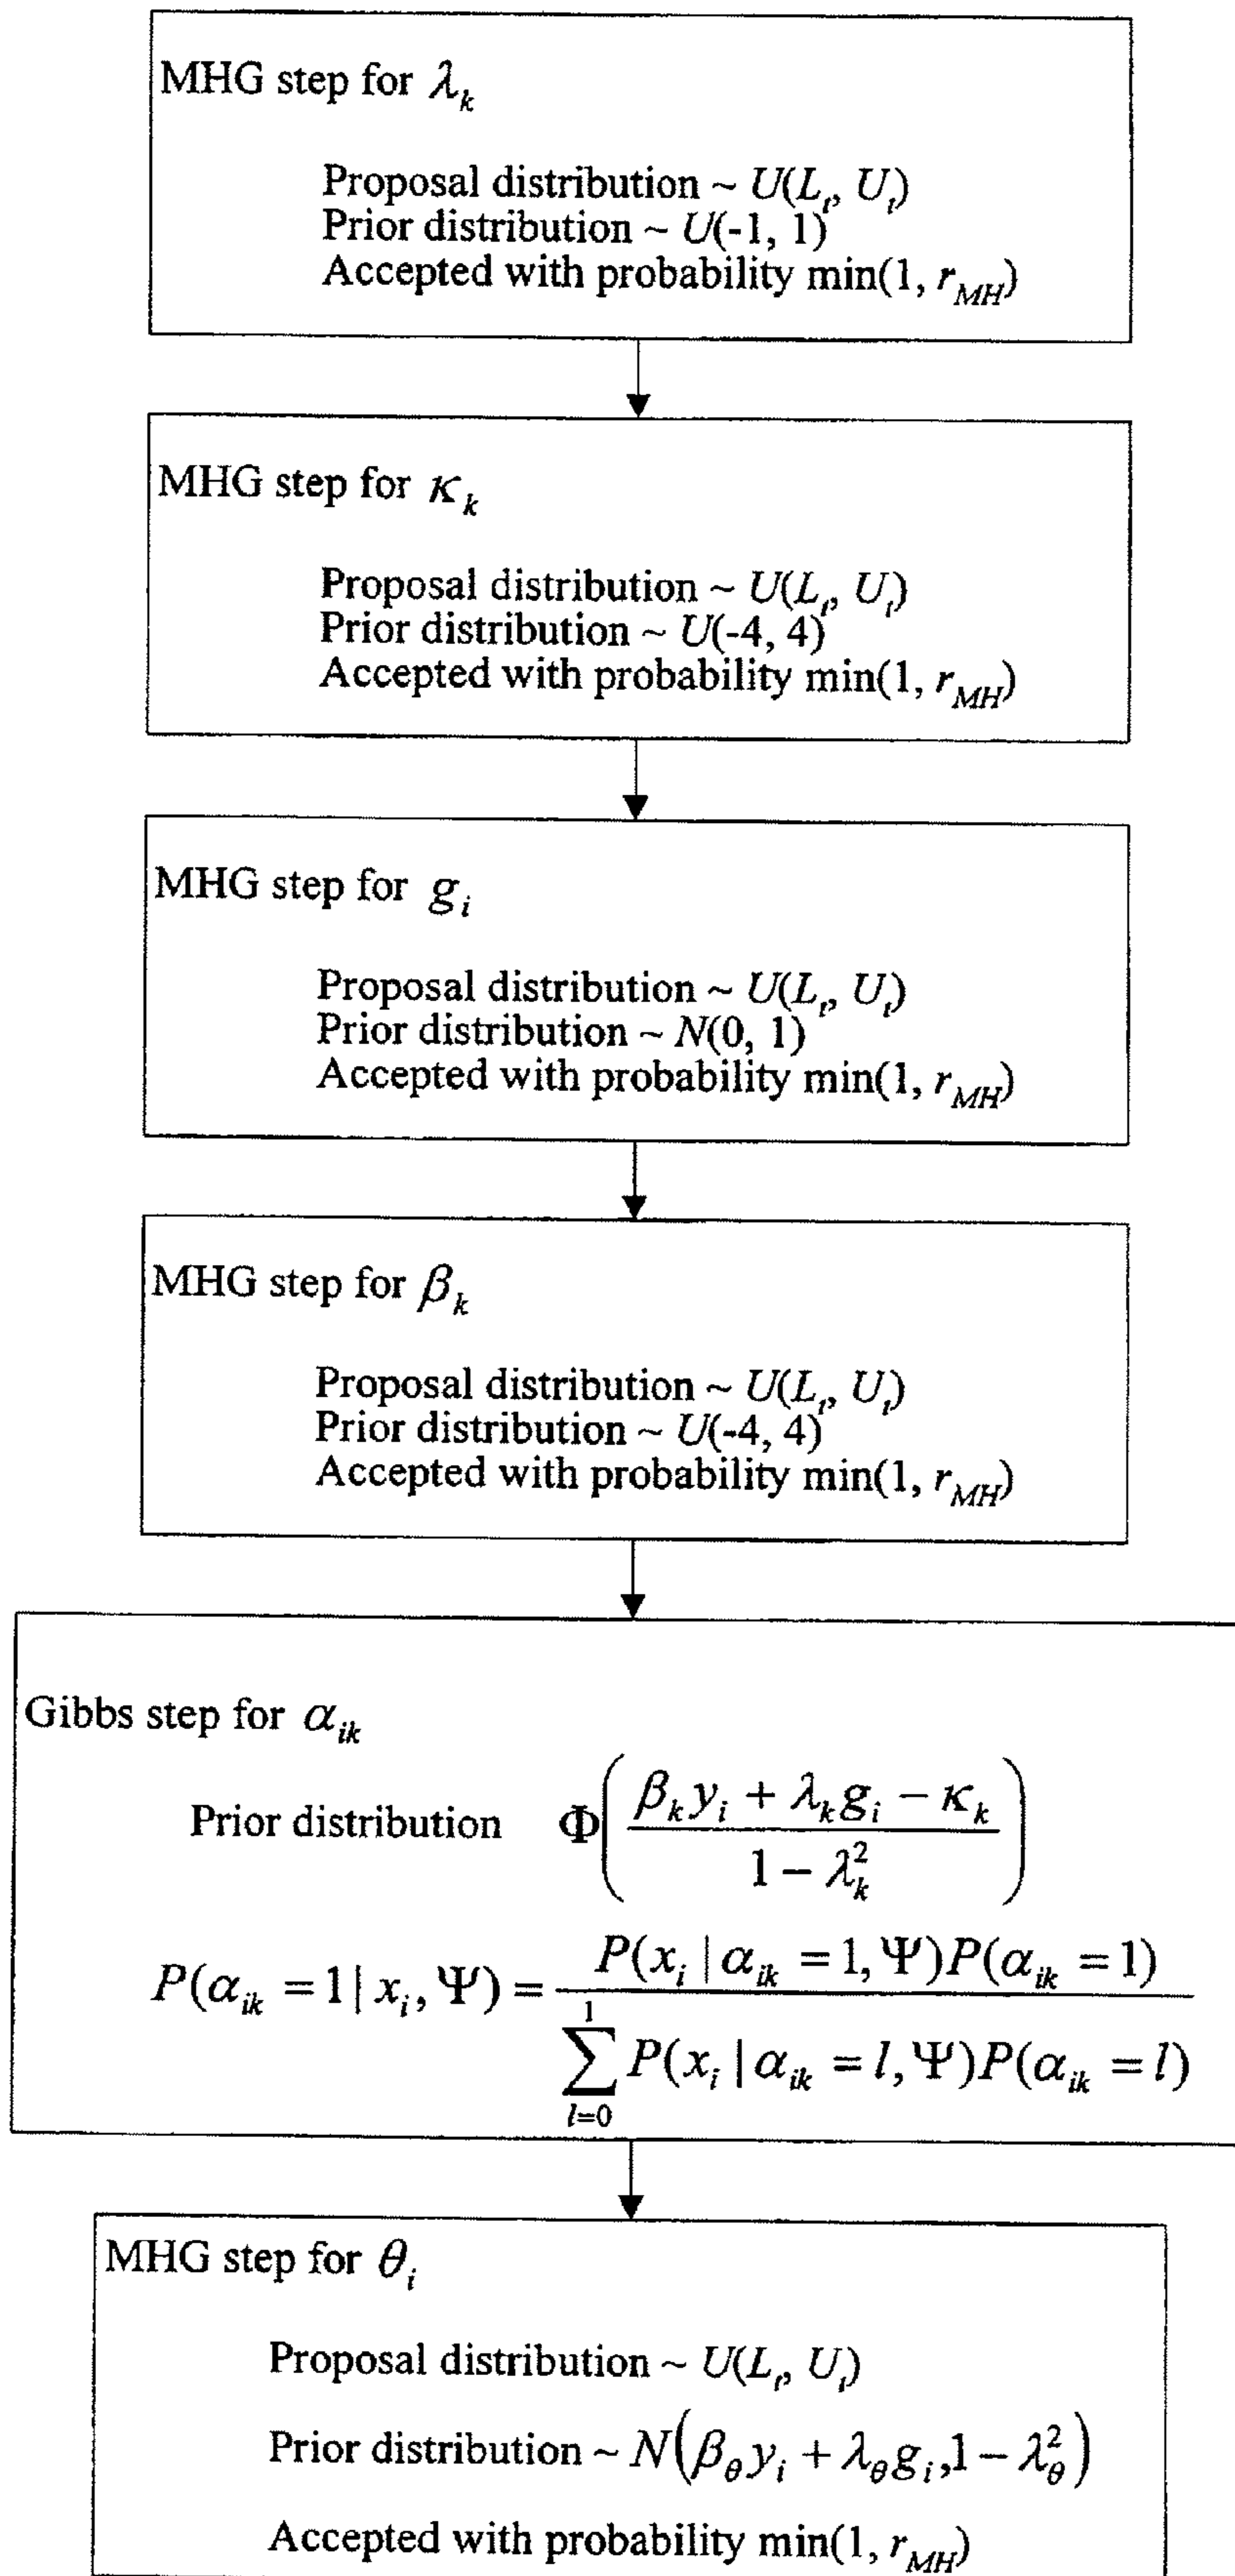 MHG step for λ_k
Proposal distribution ~ U(L_t, U_t)
Prior distribution ~ U(-1, 1)
Accepted with probability min(1, r_MH)
MHG step for κ_k
Proposal distribution ~ U(L_t, U_t)
Prior distribution ~ U(-4, 4)
Accepted with probability min(1, r_MH)
MHG step for g_i
Proposal distribution ~ U(L_t, U_t)
Prior distribution ~ N(0, 1)
Accepted with probability min(1, r_MH)
MHG step for β_k
Proposal distribution ~ U(L_t, U_t)
Prior distribution ~ U(-4, 4)
Accepted with probability min(1, r_MH)
Gibbs step for α_ik
Prior distribution Φ((β_k y_i + λ_k g_i − κ_k) / (1 − λ_k^2))
P(α_ik = 1 | x_i, Ψ) = P(x_i | α_ik = 1, Ψ)P(α_ik = 1) / ∑_{l=0}^{1} P(x_i | α_ik = l, Ψ)P(α_ik = l)
MHG step for θ_i
Proposal distribution ~ U(L_t, U_t)
Prior distribution ~ N(β_θ y_i + λ_θ g_i, 1 − λ_θ^2)
Accepted with probability min(1, r_MH)